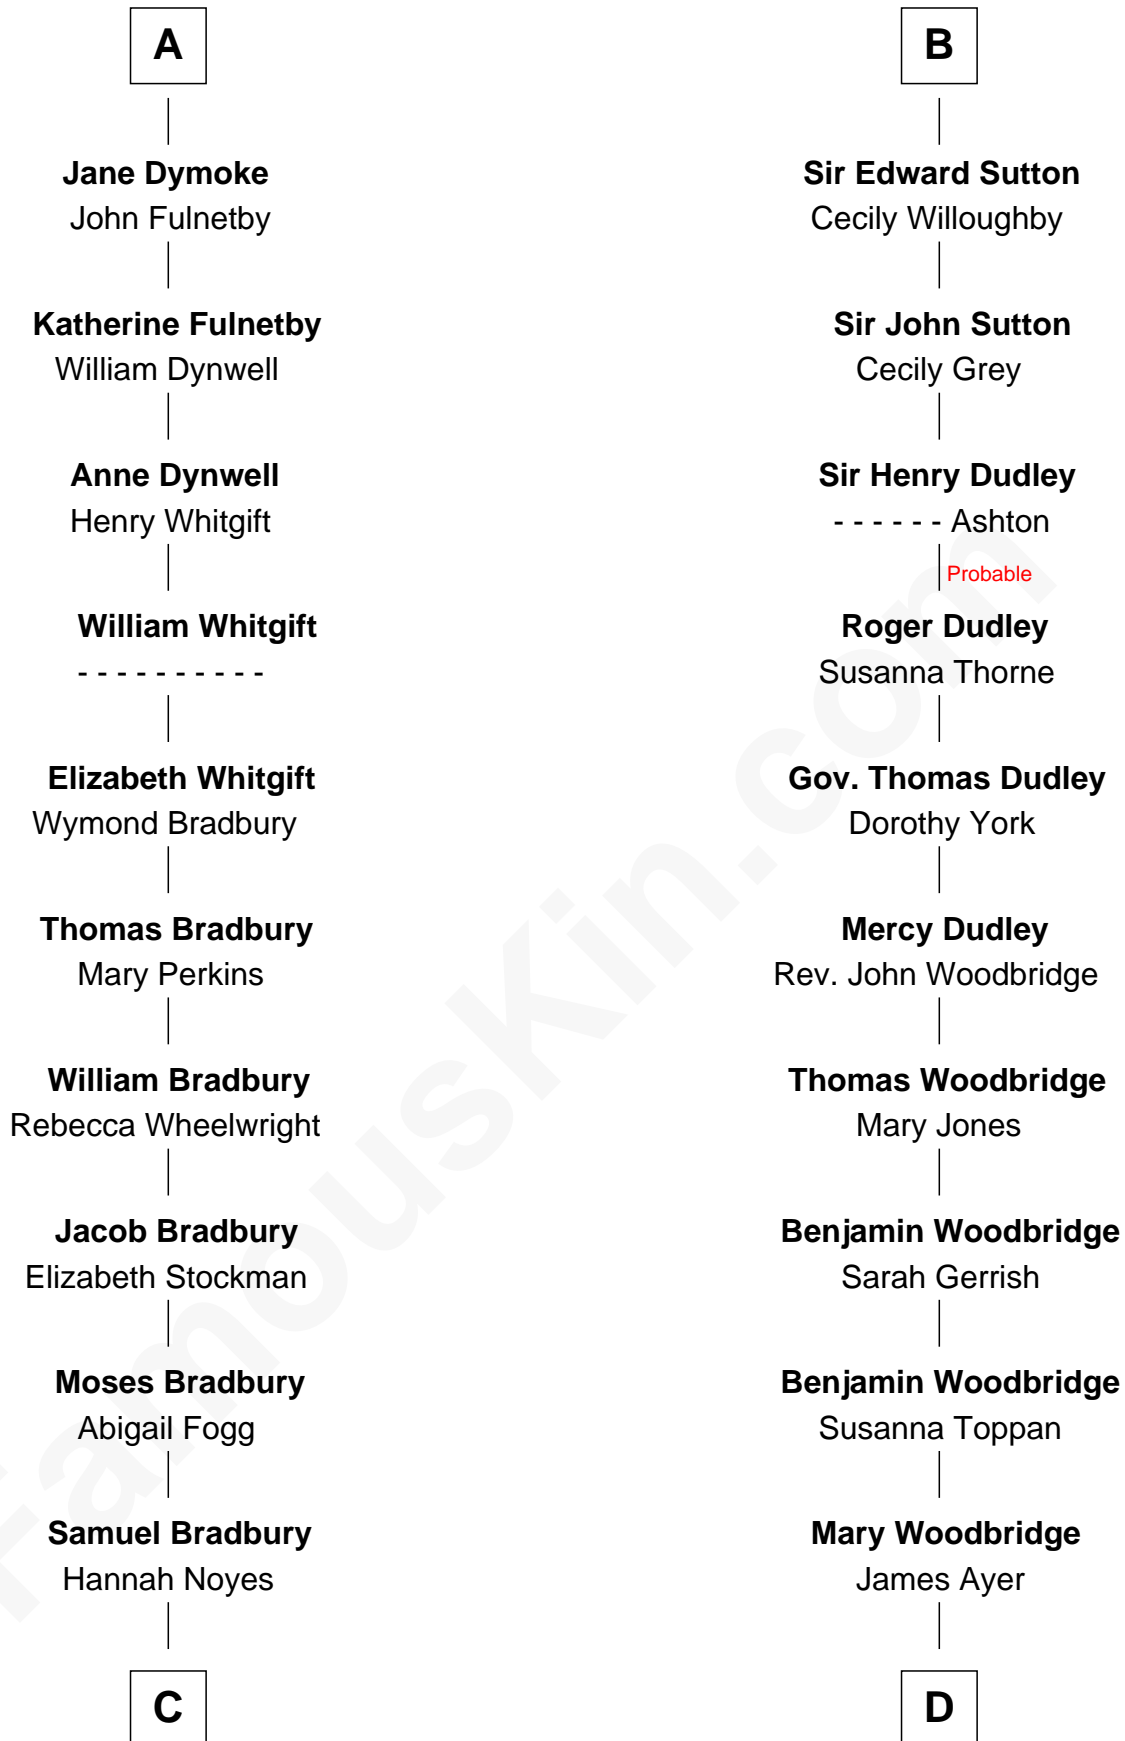 A
Jane Dymoke
John Fulnetby
Katherine Fulnetby
William Dynwell
Anne Dynwell
Henry Whitgift
William Whitgift
- - - - - - - - - -
Elizabeth Whitgift
Wymond Bradbury
Thomas Bradbury
Mary Perkins
William Bradbury
Rebecca Wheelwright
Jacob Bradbury
Elizabeth Stockman
Moses Bradbury
Abigail Fogg
Samuel Bradbury
Hannah Noyes
C
B
Sir Edward Sutton
Cecily Willoughby
Sir John Sutton
Cecily Grey
Sir Henry Dudley
- - - - - - Ashton
Probable
Roger Dudley
Susanna Thorne
Gov. Thomas Dudley
Dorothy York
Mercy Dudley
Rev. John Woodbridge
Thomas Woodbridge
Mary Jones
Benjamin Woodbridge
Sarah Gerrish
Benjamin Woodbridge
Susanna Toppan
Mary Woodbridge
James Ayer
D
FamousKin.com